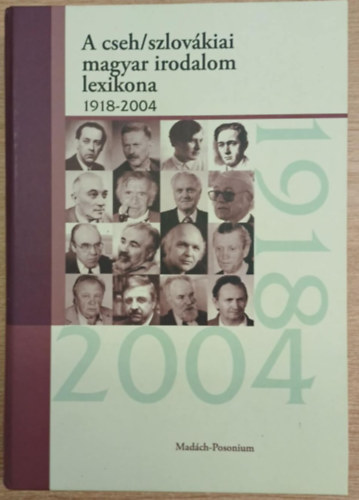 A cseh/szlovákiai
magyar irodalom
lexikona
1918-2004
1918
2004
Madách-Posonium